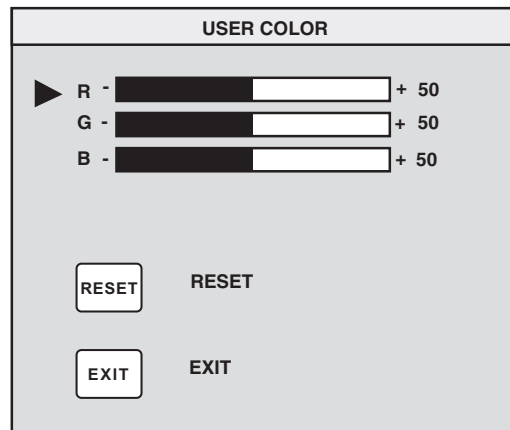 USER COLOR
R - + 50
G - + 50
B - + 50
RESET RESET
EXIT EXIT